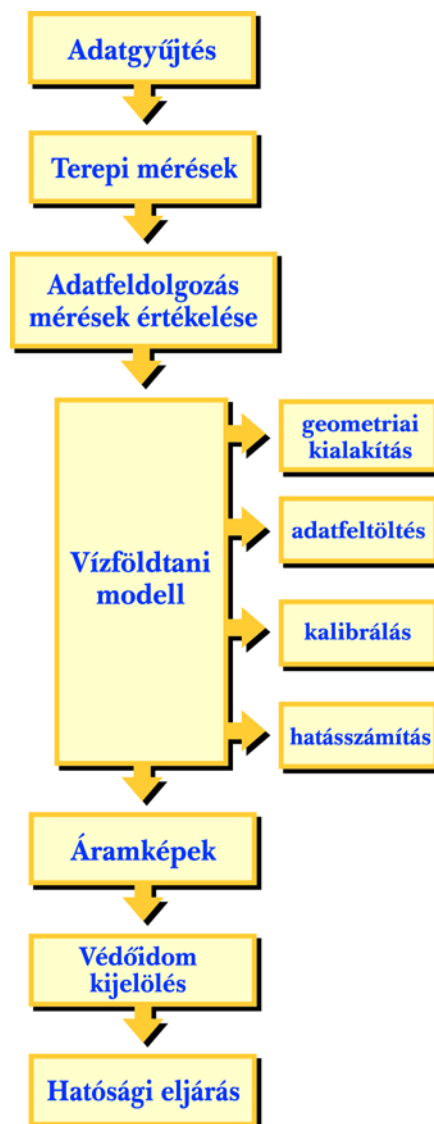 Adatgyűjtés
Terepi mérések
Adatfeldolgozás
mérések értékelése
Vízföldtani
modell
geometriai
kialakítás
adatfeltöltés
kalibrálás
hatásszámítás
Áramképek
Védőidom
kijelölés
Hatósági eljárás